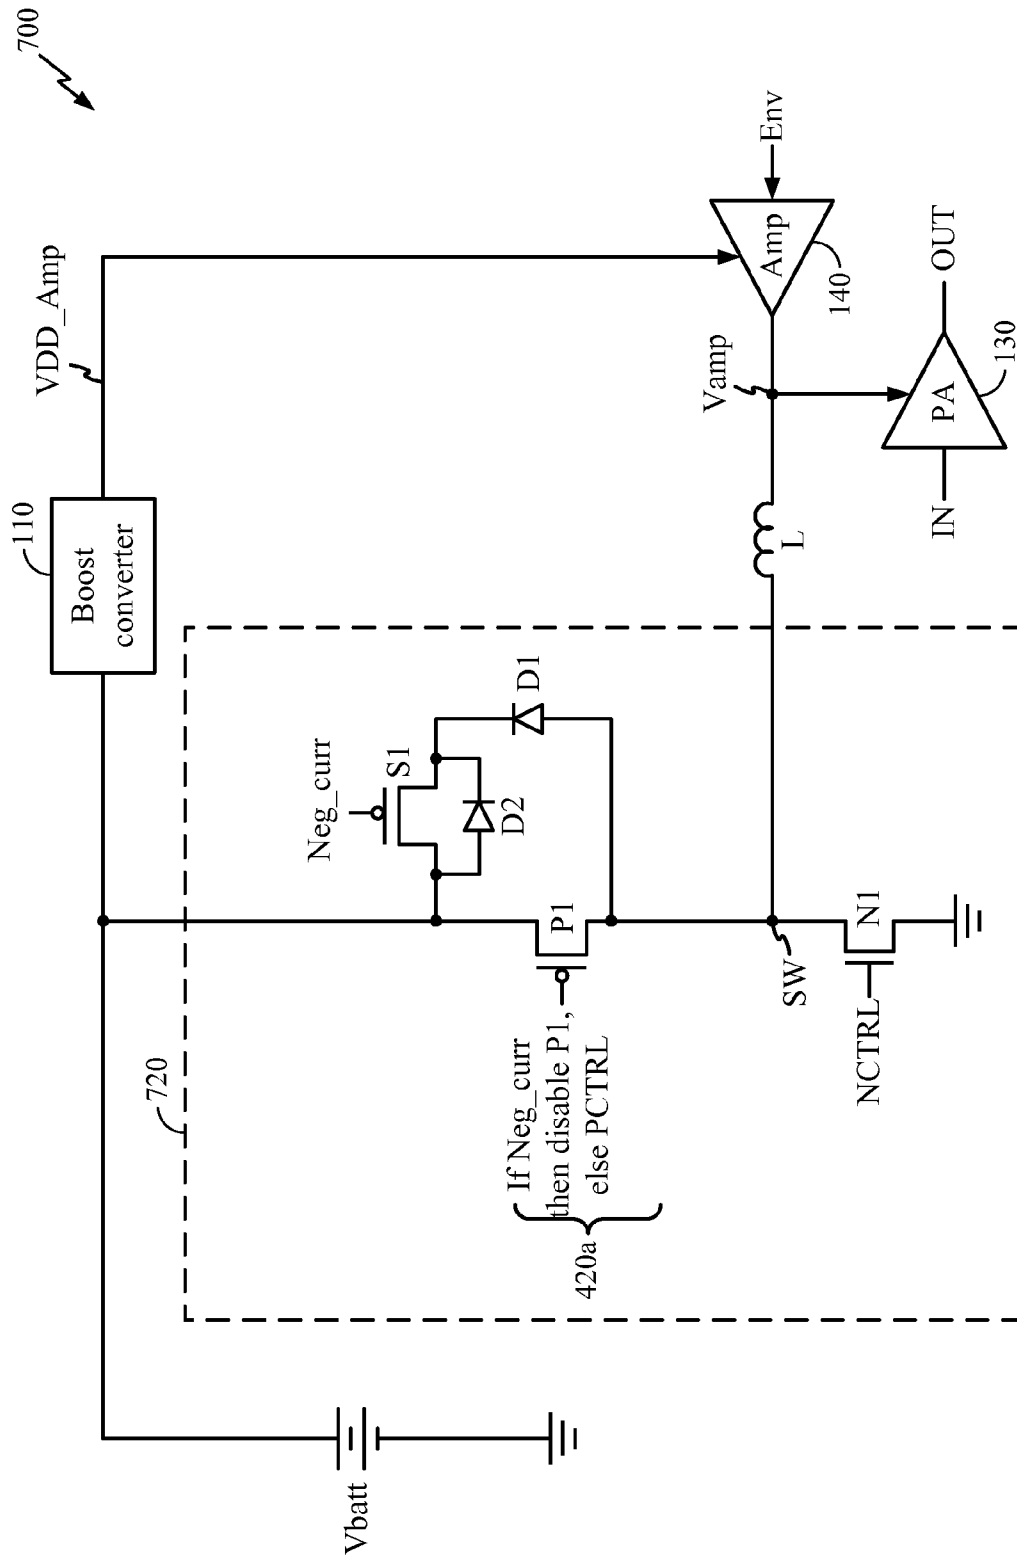 700
VDD_Amp
110
Boost
converter
Env
Amp
140
Vamp
OUT
PA
130
IN
L
D1
S1
Neg_curr
D2
P1
SW
N1
NCTRL
If Neg_curr
then disable P1,
else PCTRL
420a
720
Vbatt